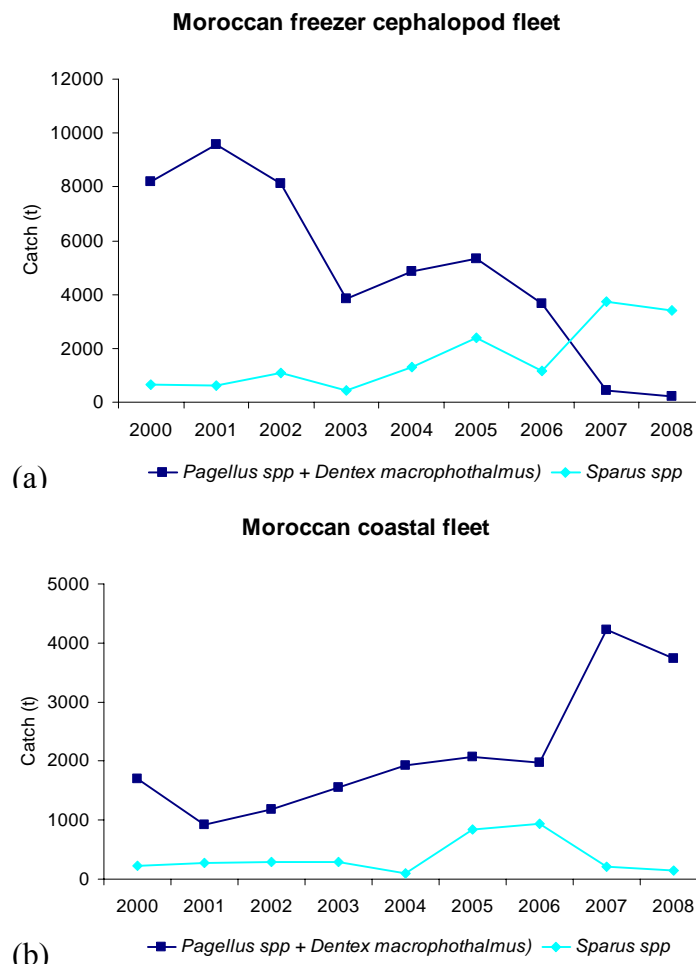 Moroccan freezer cephalopod fleet
12000
10000
8000
6000
4000
2000
0
Catch (t)
2000 2001 2002 2003 2004 2005 2006 2007 2008
(a)
Pagellus spp + Dentex macrophothalmus) Sparus spp
Moroccan coastal fleet
5000
4000
3000
2000
1000
0
Catch (t)
2000 2001 2002 2003 2004 2005 2006 2007 2008
(b)
Pagellus spp + Dentex macrophothalmus) Sparus spp